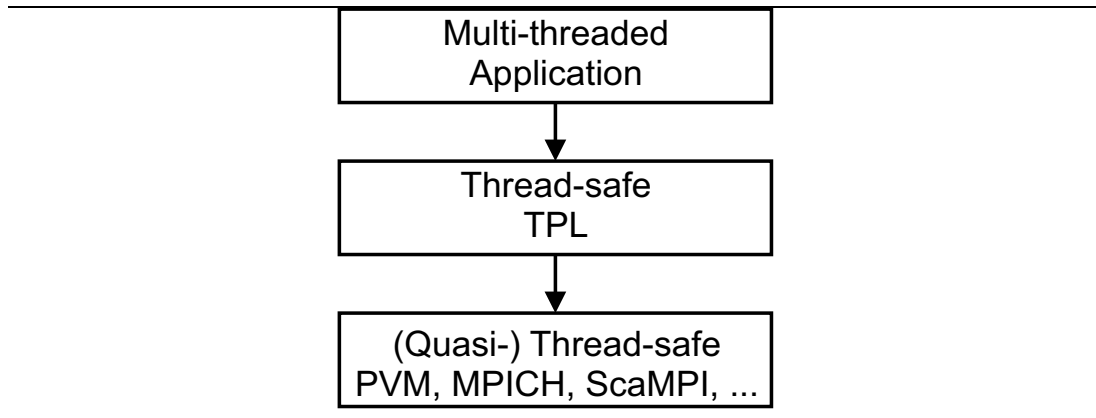 Multi-threaded
Application
Thread-safe
TPL
(Quasi-) Thread-safe
PVM, MPICH, ScaMPI, ...